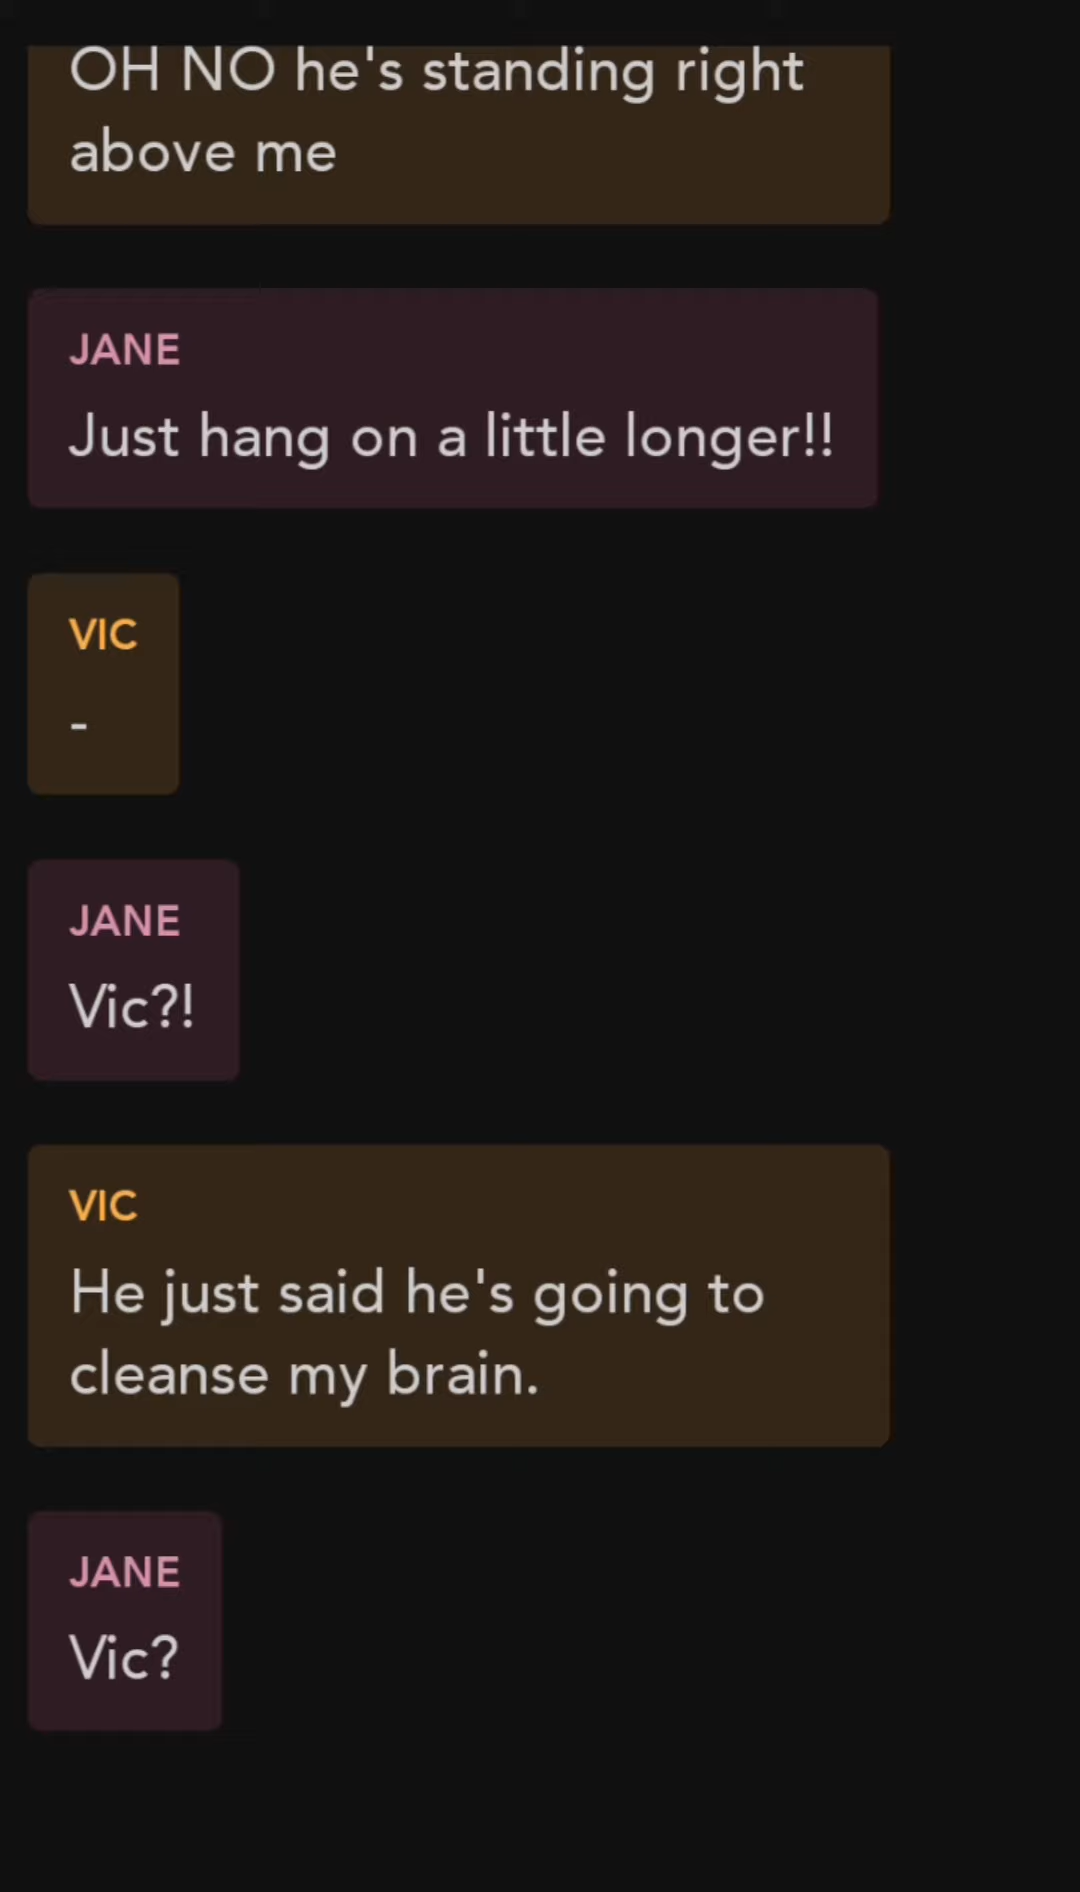 OH NO he's standing right
above me
JANE
Just hang on a little longer!!
VIC
-
JANE
Vic?!
VIC
He just said he's going to
cleanse my brain.
JANE
Vic?